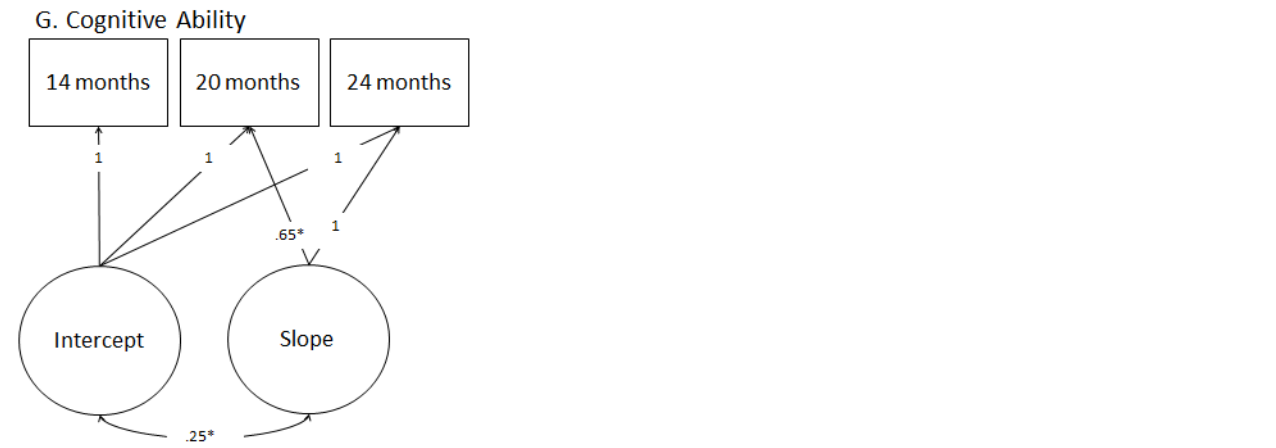 G. Cognitive Ability
14 months
20 months
24 months
1
1
1
.65*
1
Intercept
Slope
.25*